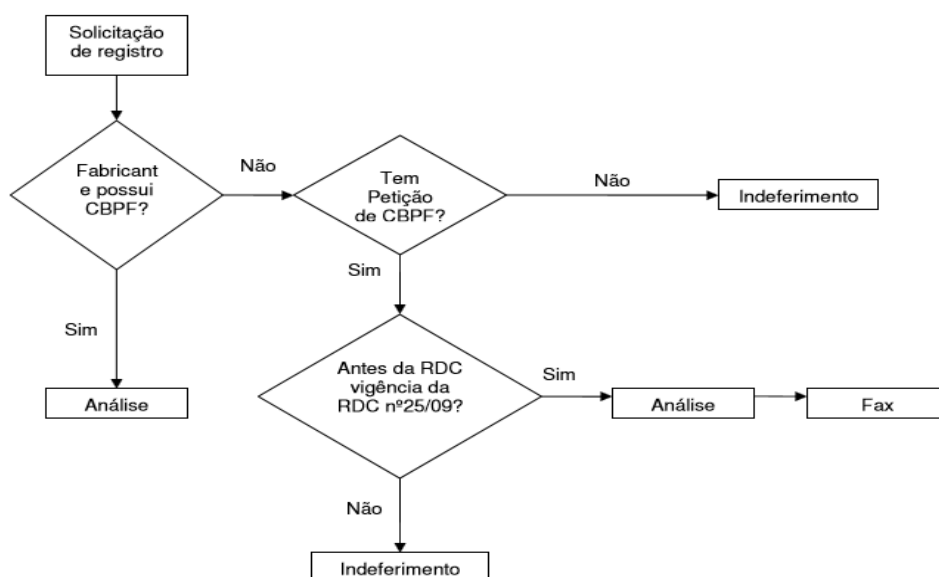 Solicitação
de registro
Fabricant
e possui
CBPF?
Não
Tem
Petição
de CBPF?
Não
Indeferimento
Sim
Sim
Antes da RDC
vigência da
RDC nº25/09?
Sim
Análise
Análise
Fax
Não
Indeferimento